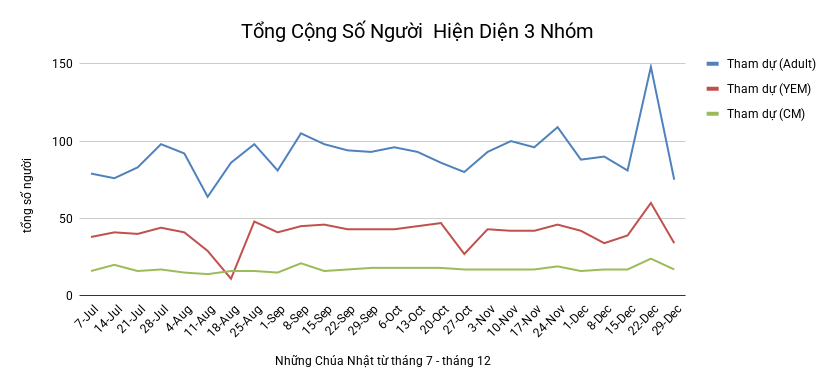 Tổng Cộng Số Người  Hiện Diện 3 Nhóm
Tham dự (Adult)
Tham dự (YEM)
Tham dự (CM)
tổng số người
150
100
50
0
7-Jul
14-Jul
21-Jul
28-Jul
4-Aug
11-Aug
18-Aug
25-Aug
1-Sep
8-Sep
15-Sep
22-Sep
29-Sep
6-Oct
13-Oct
20-Oct
27-Oct
3-Nov
10-Nov
17-Nov
24-Nov
1-Dec
8-Dec
15-Dec
22-Dec
29-Dec
Những Chúa Nhật từ tháng 7 - tháng 12